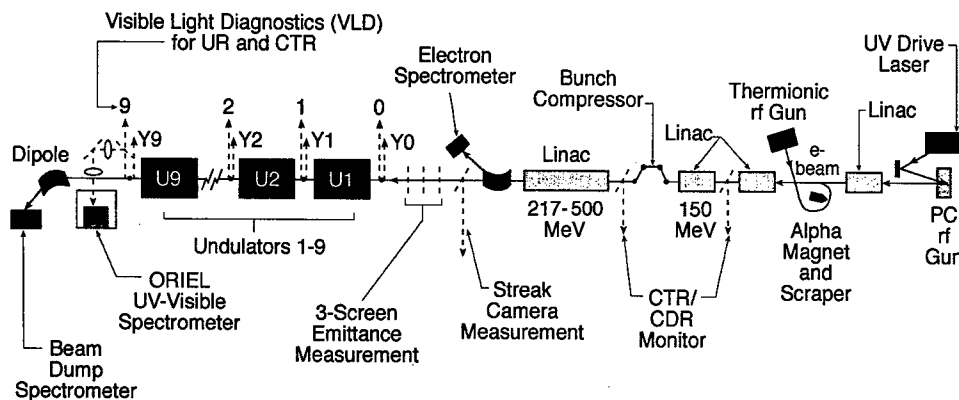 Visible Light Diagnostics (VLD)
for UR and CTR
UV Drive
Laser
Electron
Spectrometer
Bunch
Compressor
Thermionic
rf Gun
Linac
9
2
1
0
Y9
Y2
Y1
Y0
Dipole
Linac
Linac
e-
beam
U9
U2
U1
217-500
MeV
150
MeV
Undulators 1-9
Alpha
Magnet
and
Scraper
PC
rf
Gun
ORIEL
UV-Visible
Spectrometer
3-Screen
Emittance
Measurement
Streak
Camera
Measurement
CTR/
CDR
Monitor
Beam
Dump
Spectrometer